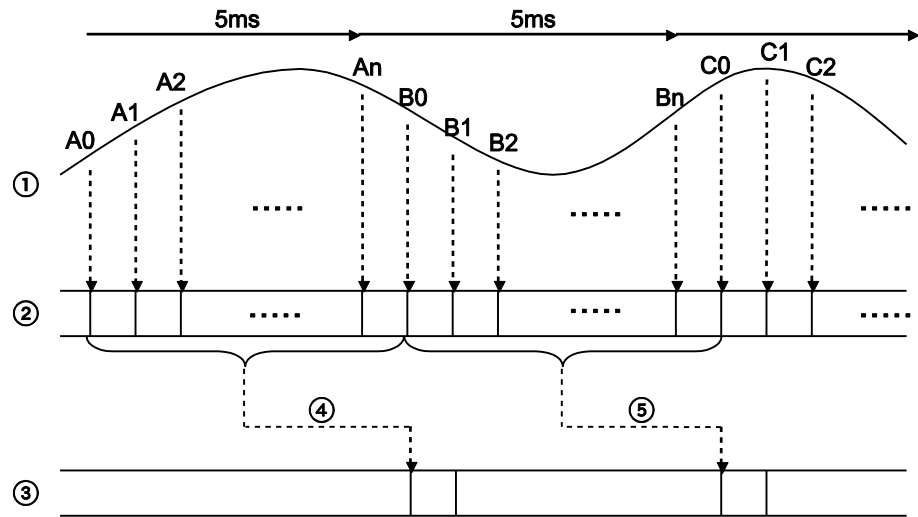 5ms 5ms
A0 A1 A2 An B0 B1 B2 Bn C0 C1 C2
① ..... ..... .....
② ..... ..... .....
④ ⑤
③